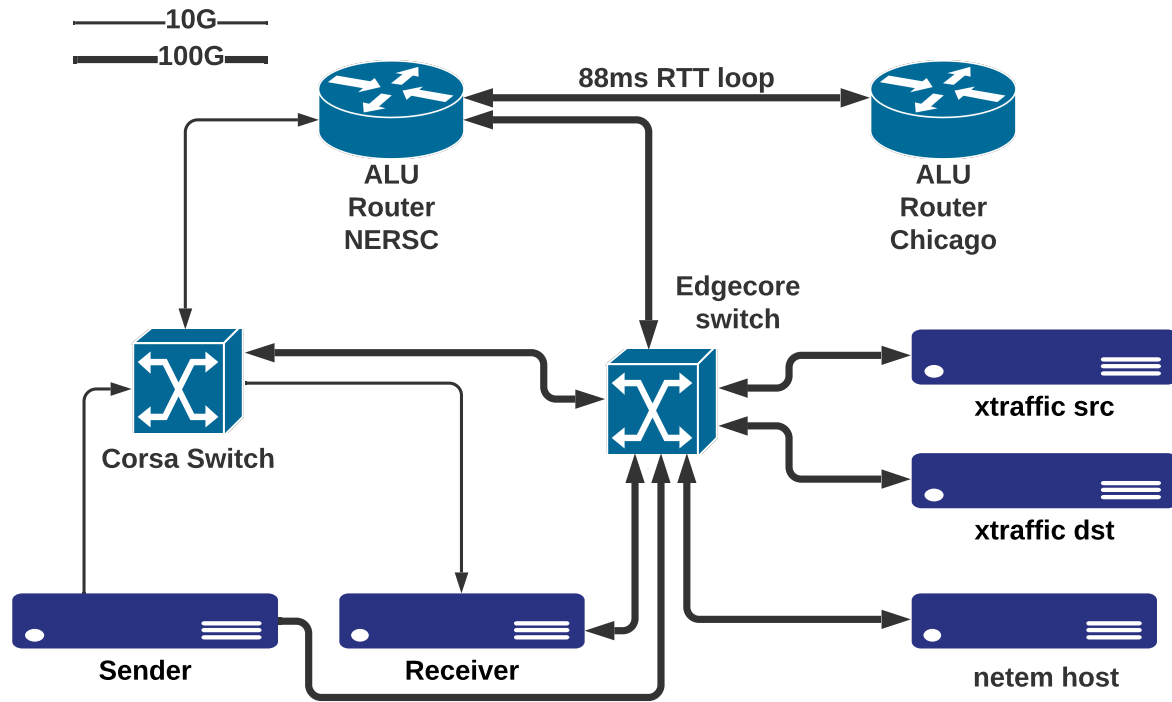 10G
100G
88ms RTT loop
ALU
Router
NERSC
ALU
Router
Chicago
Edgecore
switch
xtraffic src
Corsa Switch
xtraffic dst
Sender
Receiver
netem host